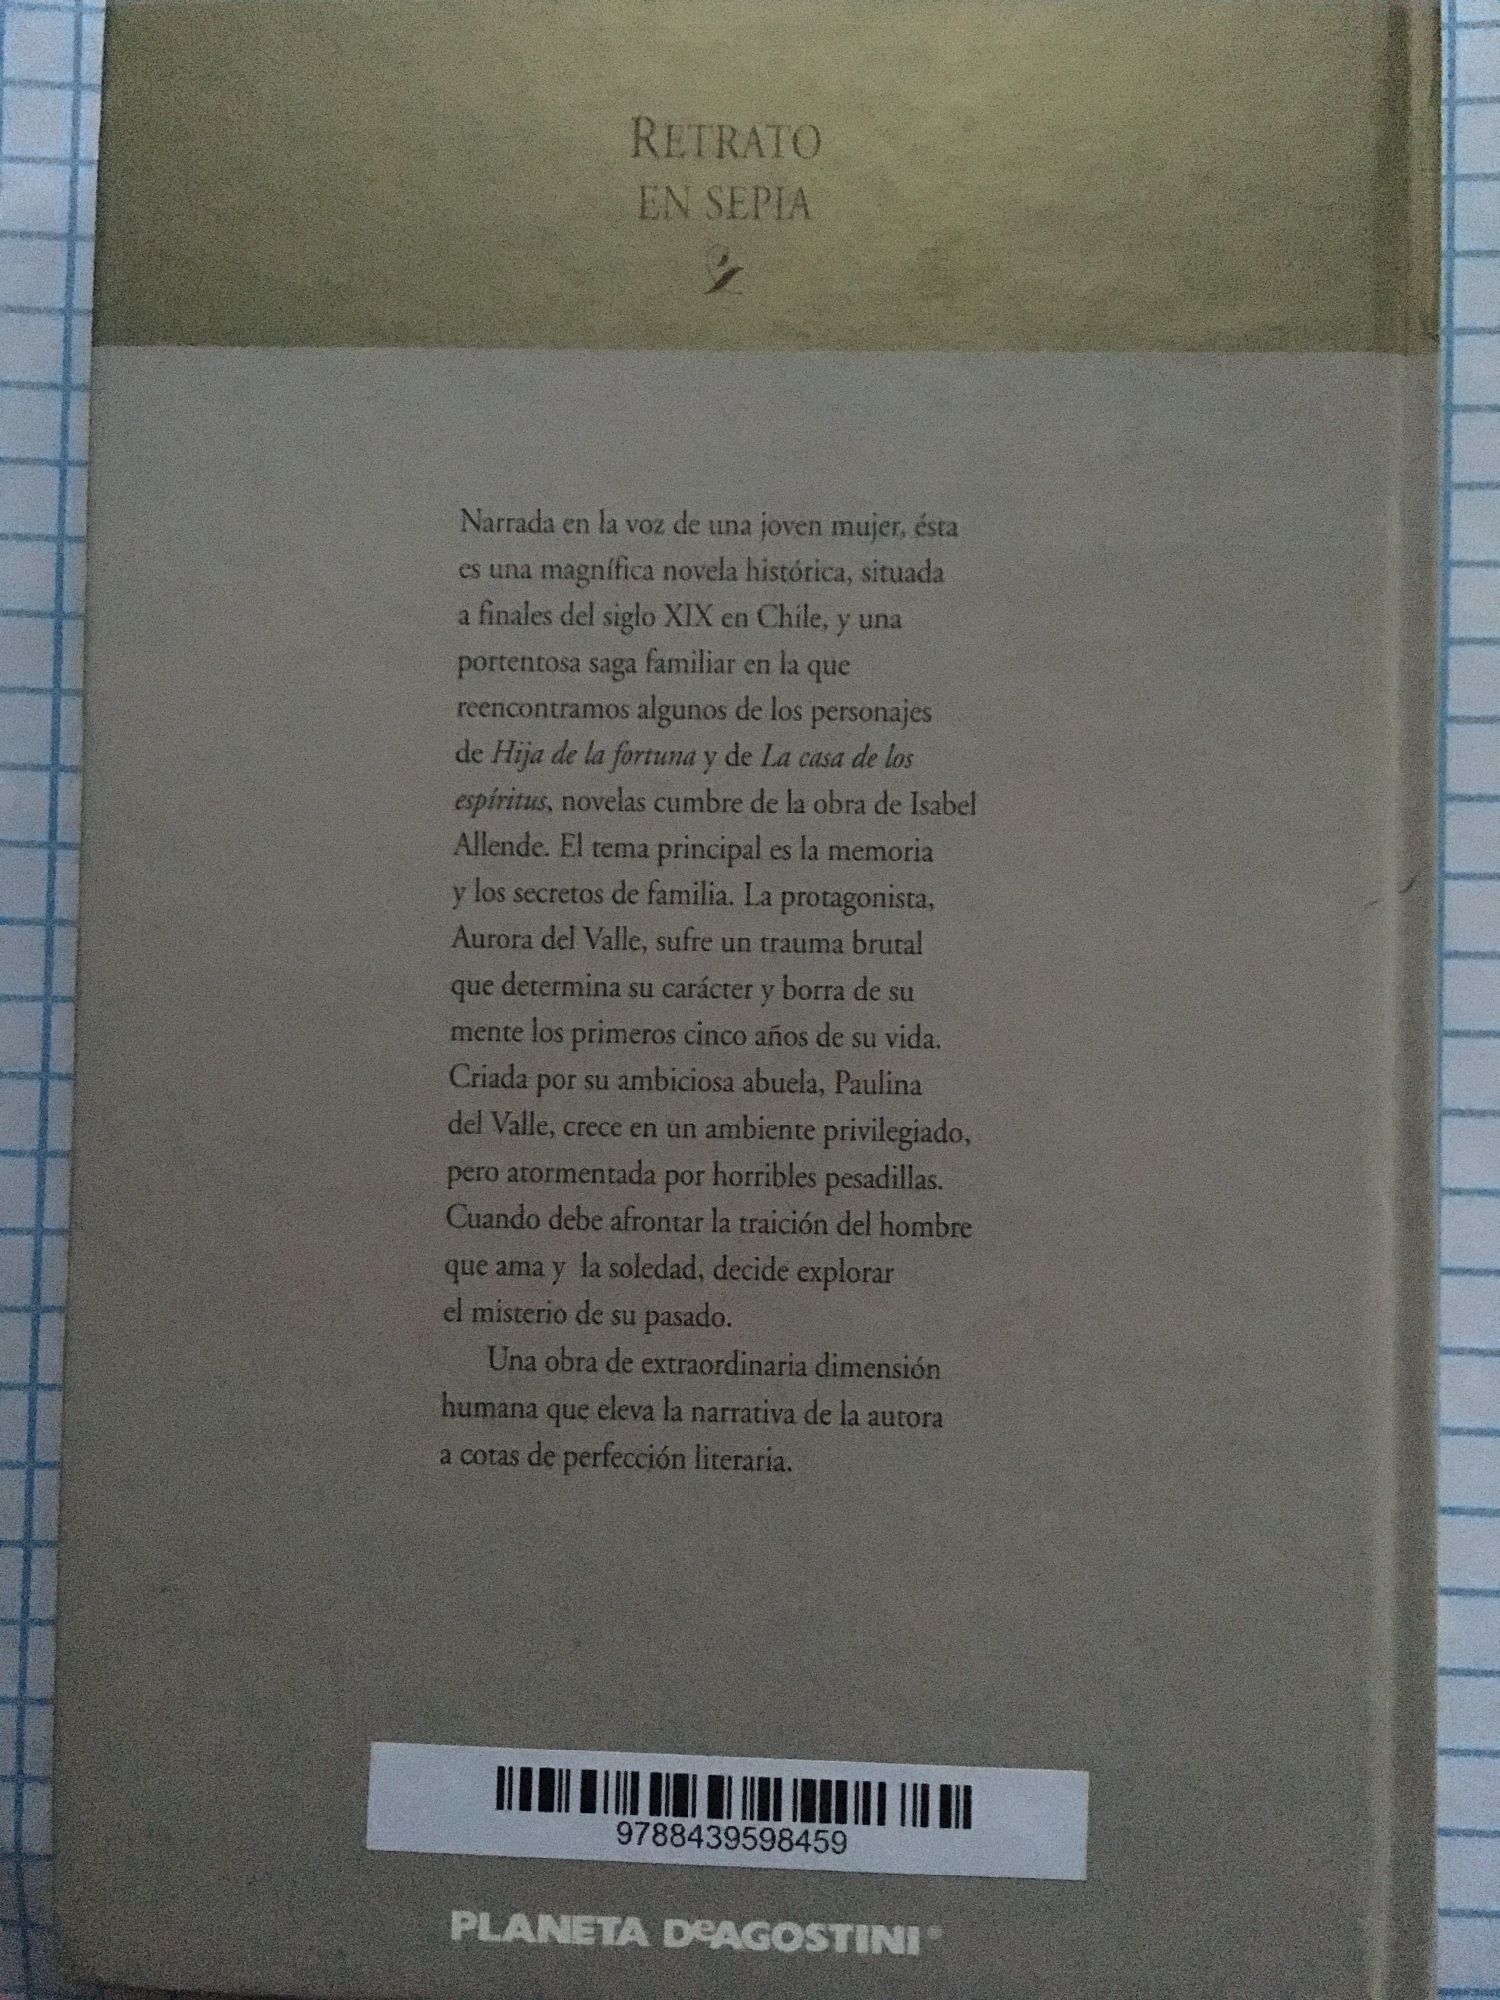 RETRATO
EN SEPIA
Narrada en la voz de una joven mujer, ésta
es una magnífica novela histórica, situada
a finales del siglo XIX en Chile, y una
portentosa saga familiar en la que
reencontramos algunos de los personajes
de Hija de la fortuna y de La casa de los
espíritus, novelas cumbre de la obra de Isabel
Allende. El tema principal es la memoria
y los secretos de familia. La protagonista,
Aurora del Valle, sufre un trauma brutal
que determina su carácter y borra de su
mente los primeros cinco años de su vida.
Criada por su ambiciosa abuela, Paulina
del Valle, crece en un ambiente privilegiado,
pero atormentada por horribles pesadillas.
Cuando debe afrontar la traición del hombre
que ama y la soledad, decide explorar
el misterio de su pasado.
Una obra de extraordinaria dimensión
humana que eleva la narrativa de la autora
a cotas de perfección literaria.
9788439598459
PLANETA DeAGOSTINI®